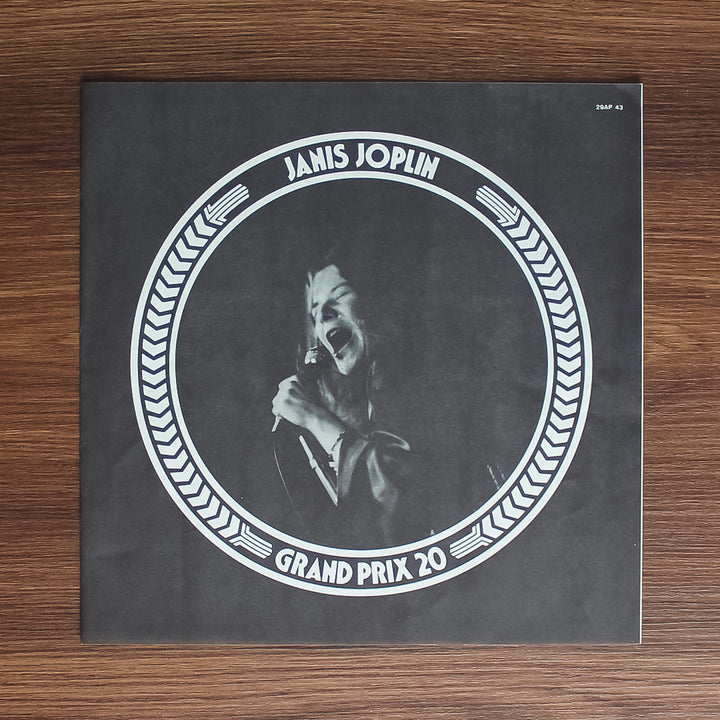 29AP 43
JANIS JOPLIN
GRAND PRIX 20